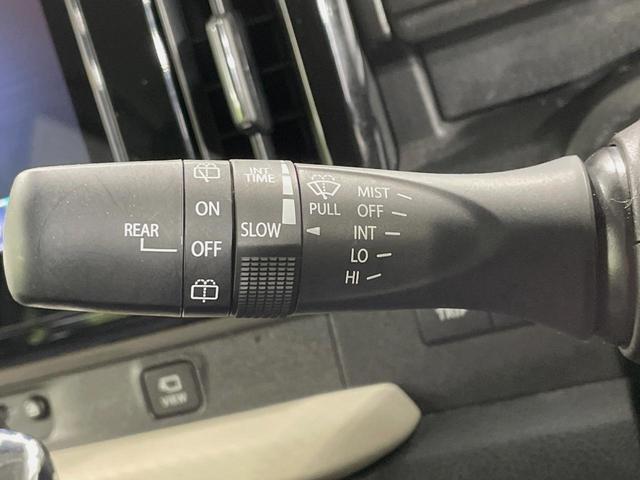 REAR
ON
OFF
INT
TIME
SLOW
PULL
MIST
OFF
INT
LO
HI
VIEW